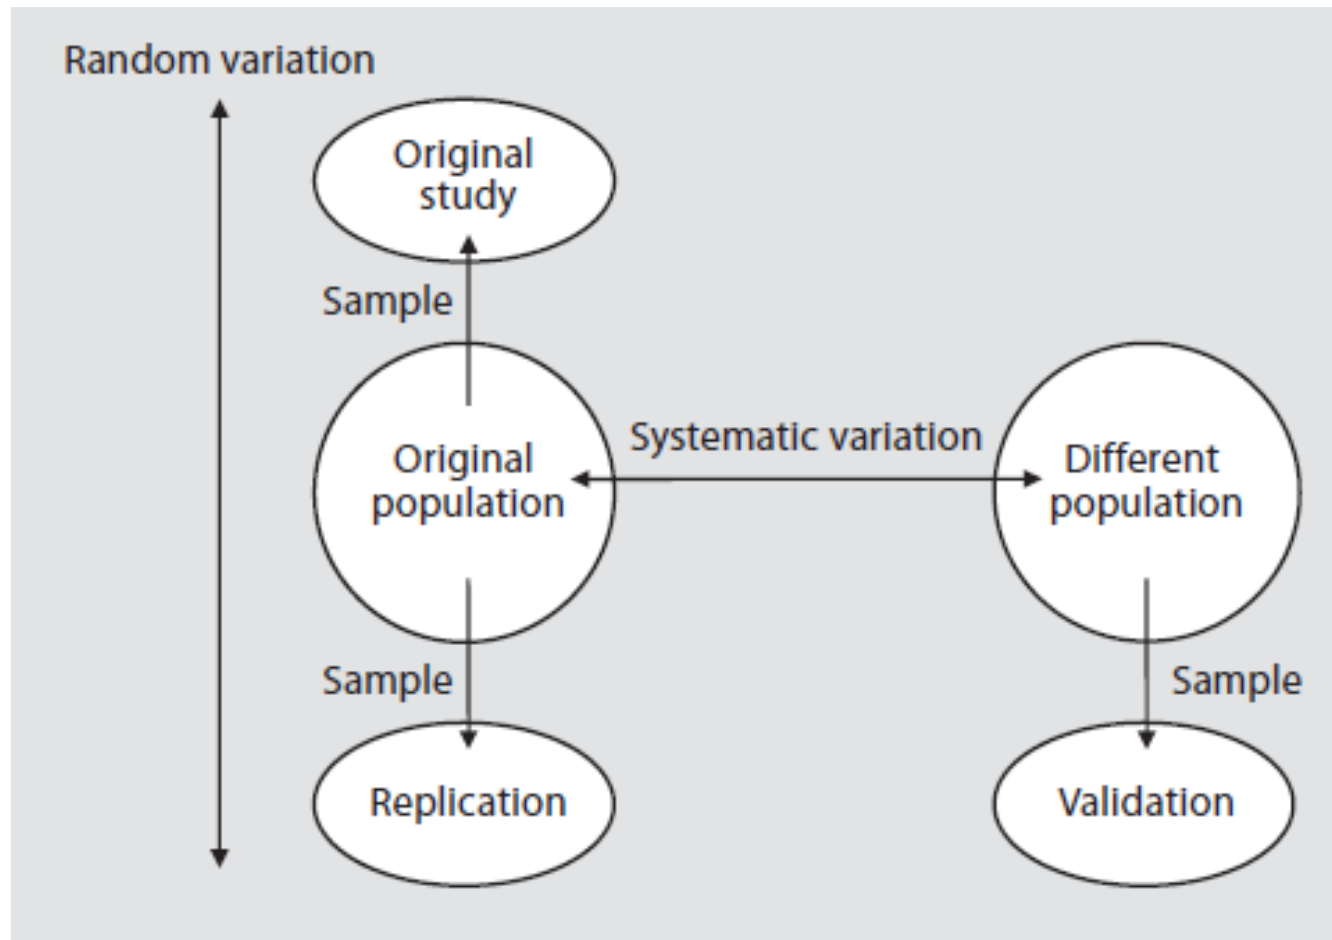 Random variation
Original
study
Sample
Original
population
Systematic variation
Different
population
Sample
Sample
Replication
Validation